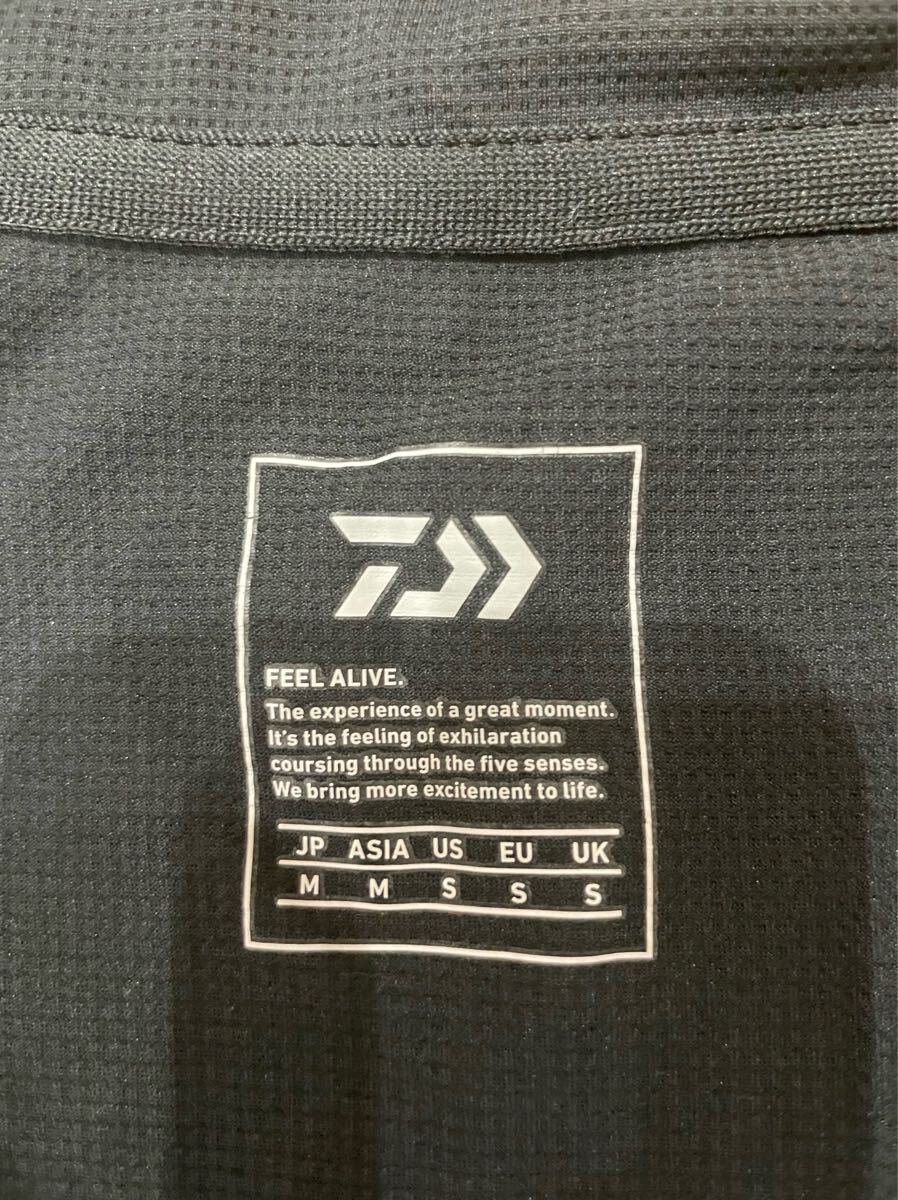 FEEL ALIVE.
The experience of a great moment.
It's the feeling of exhilaration
coursing through the five senses.
We bring more excitement to life.
JP ASIA US EU UK
M M S S S